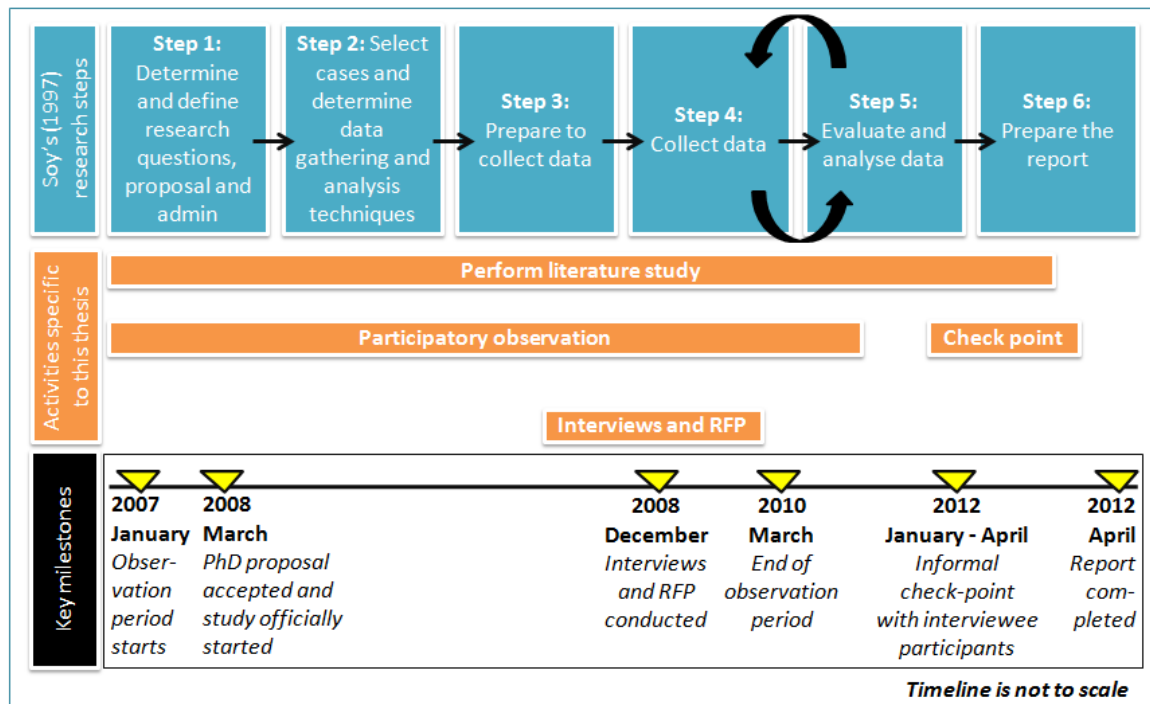 Soy's (1997)
research steps
Step 1:
Determine
and define
research
questions,
proposal and
admin
Step 2: Select
cases and
determine
data
gathering and
analysis
techniques
Step 3:
Prepare to
collect data
Step 4:
Collect data
Step 5:
Evaluate and
analyse data
Step 6:
Prepare the
report
Activities specific
to this thesis
Perform literature study
Participatory observation
Check point
Interviews and RFP
Key milestones
2007
January
Obser-
vation
period
starts
2008
March
PhD proposal
accepted and
study officially
started
2008
December
Interviews
and RFP
conducted
2010
March
End of
observation
period
2012
January - April
Informal
check-point
with interviewee
participants
2012
April
Report
com-
pleted
Timeline is not to scale